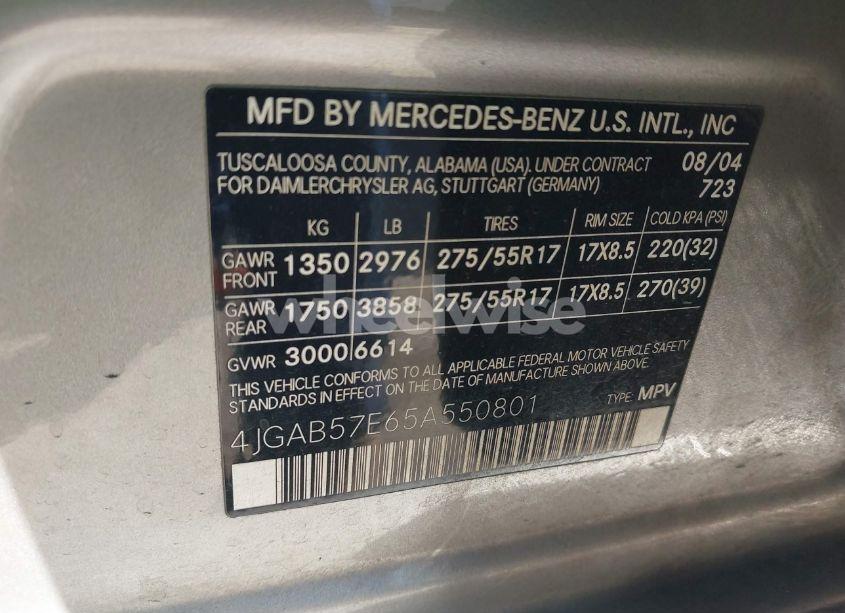 MFD BY MERCEDES-BENZ U.S. INTL., INC
TUSCALOOSA COUNTY, ALABAMA (USA). UNDER CONTRACT 08/04
FOR DAIMLERCHRYSLER AG, STUTTGART (GERMANY) 723
KG LB TIRES RIM SIZE COLD KPA (PSI)
GAWR FRONT 1350 2976 275/55R17 17X8.5 220(32)
GAWR REAR 1750 3858 275/55R17 17X8.5 270(39)
GVWR 3000 6614
THIS VEHICLE CONFORMS TO ALL APPLICABLE FEDERAL MOTOR VEHICLE SAFETY
STANDARDS IN EFFECT ON THE DATE OF MANUFACTURE SHOWN ABOVE.
4JGAB57E65A550801 TYPE: MPV
wheelwise